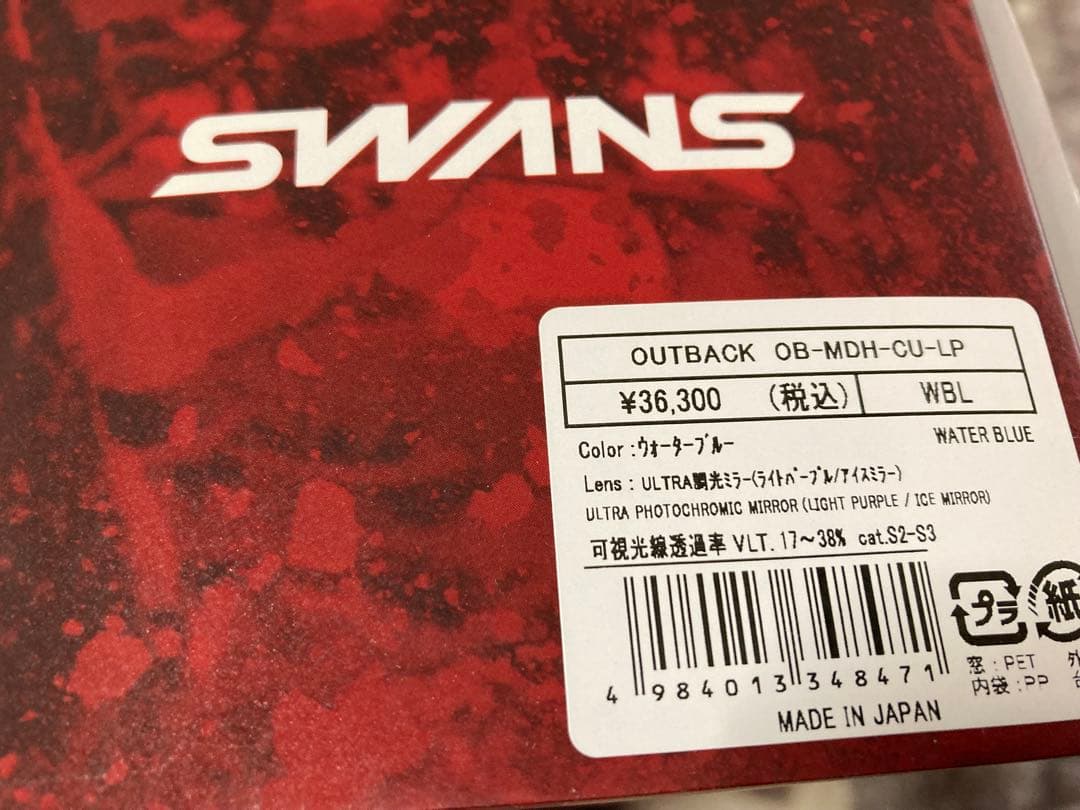 SWANS
OUTBACK OB-MDH-CU-LP
¥36,300 (税込) WBL
Color :ウォーターブルー WATER BLUE
Lens : ULTRA調光ミラー(ライトパープル/アイスミラー)
ULTRA PHOTOCHROMIC MIRROR (LIGHT PURPLE / ICE MIRROR)
可視光線透過率 VLT. 17～38% cat.S2-S3
プラ 紙
4 984013 348471
窓 : PET 外
内袋 : PP 台
MADE IN JAPAN